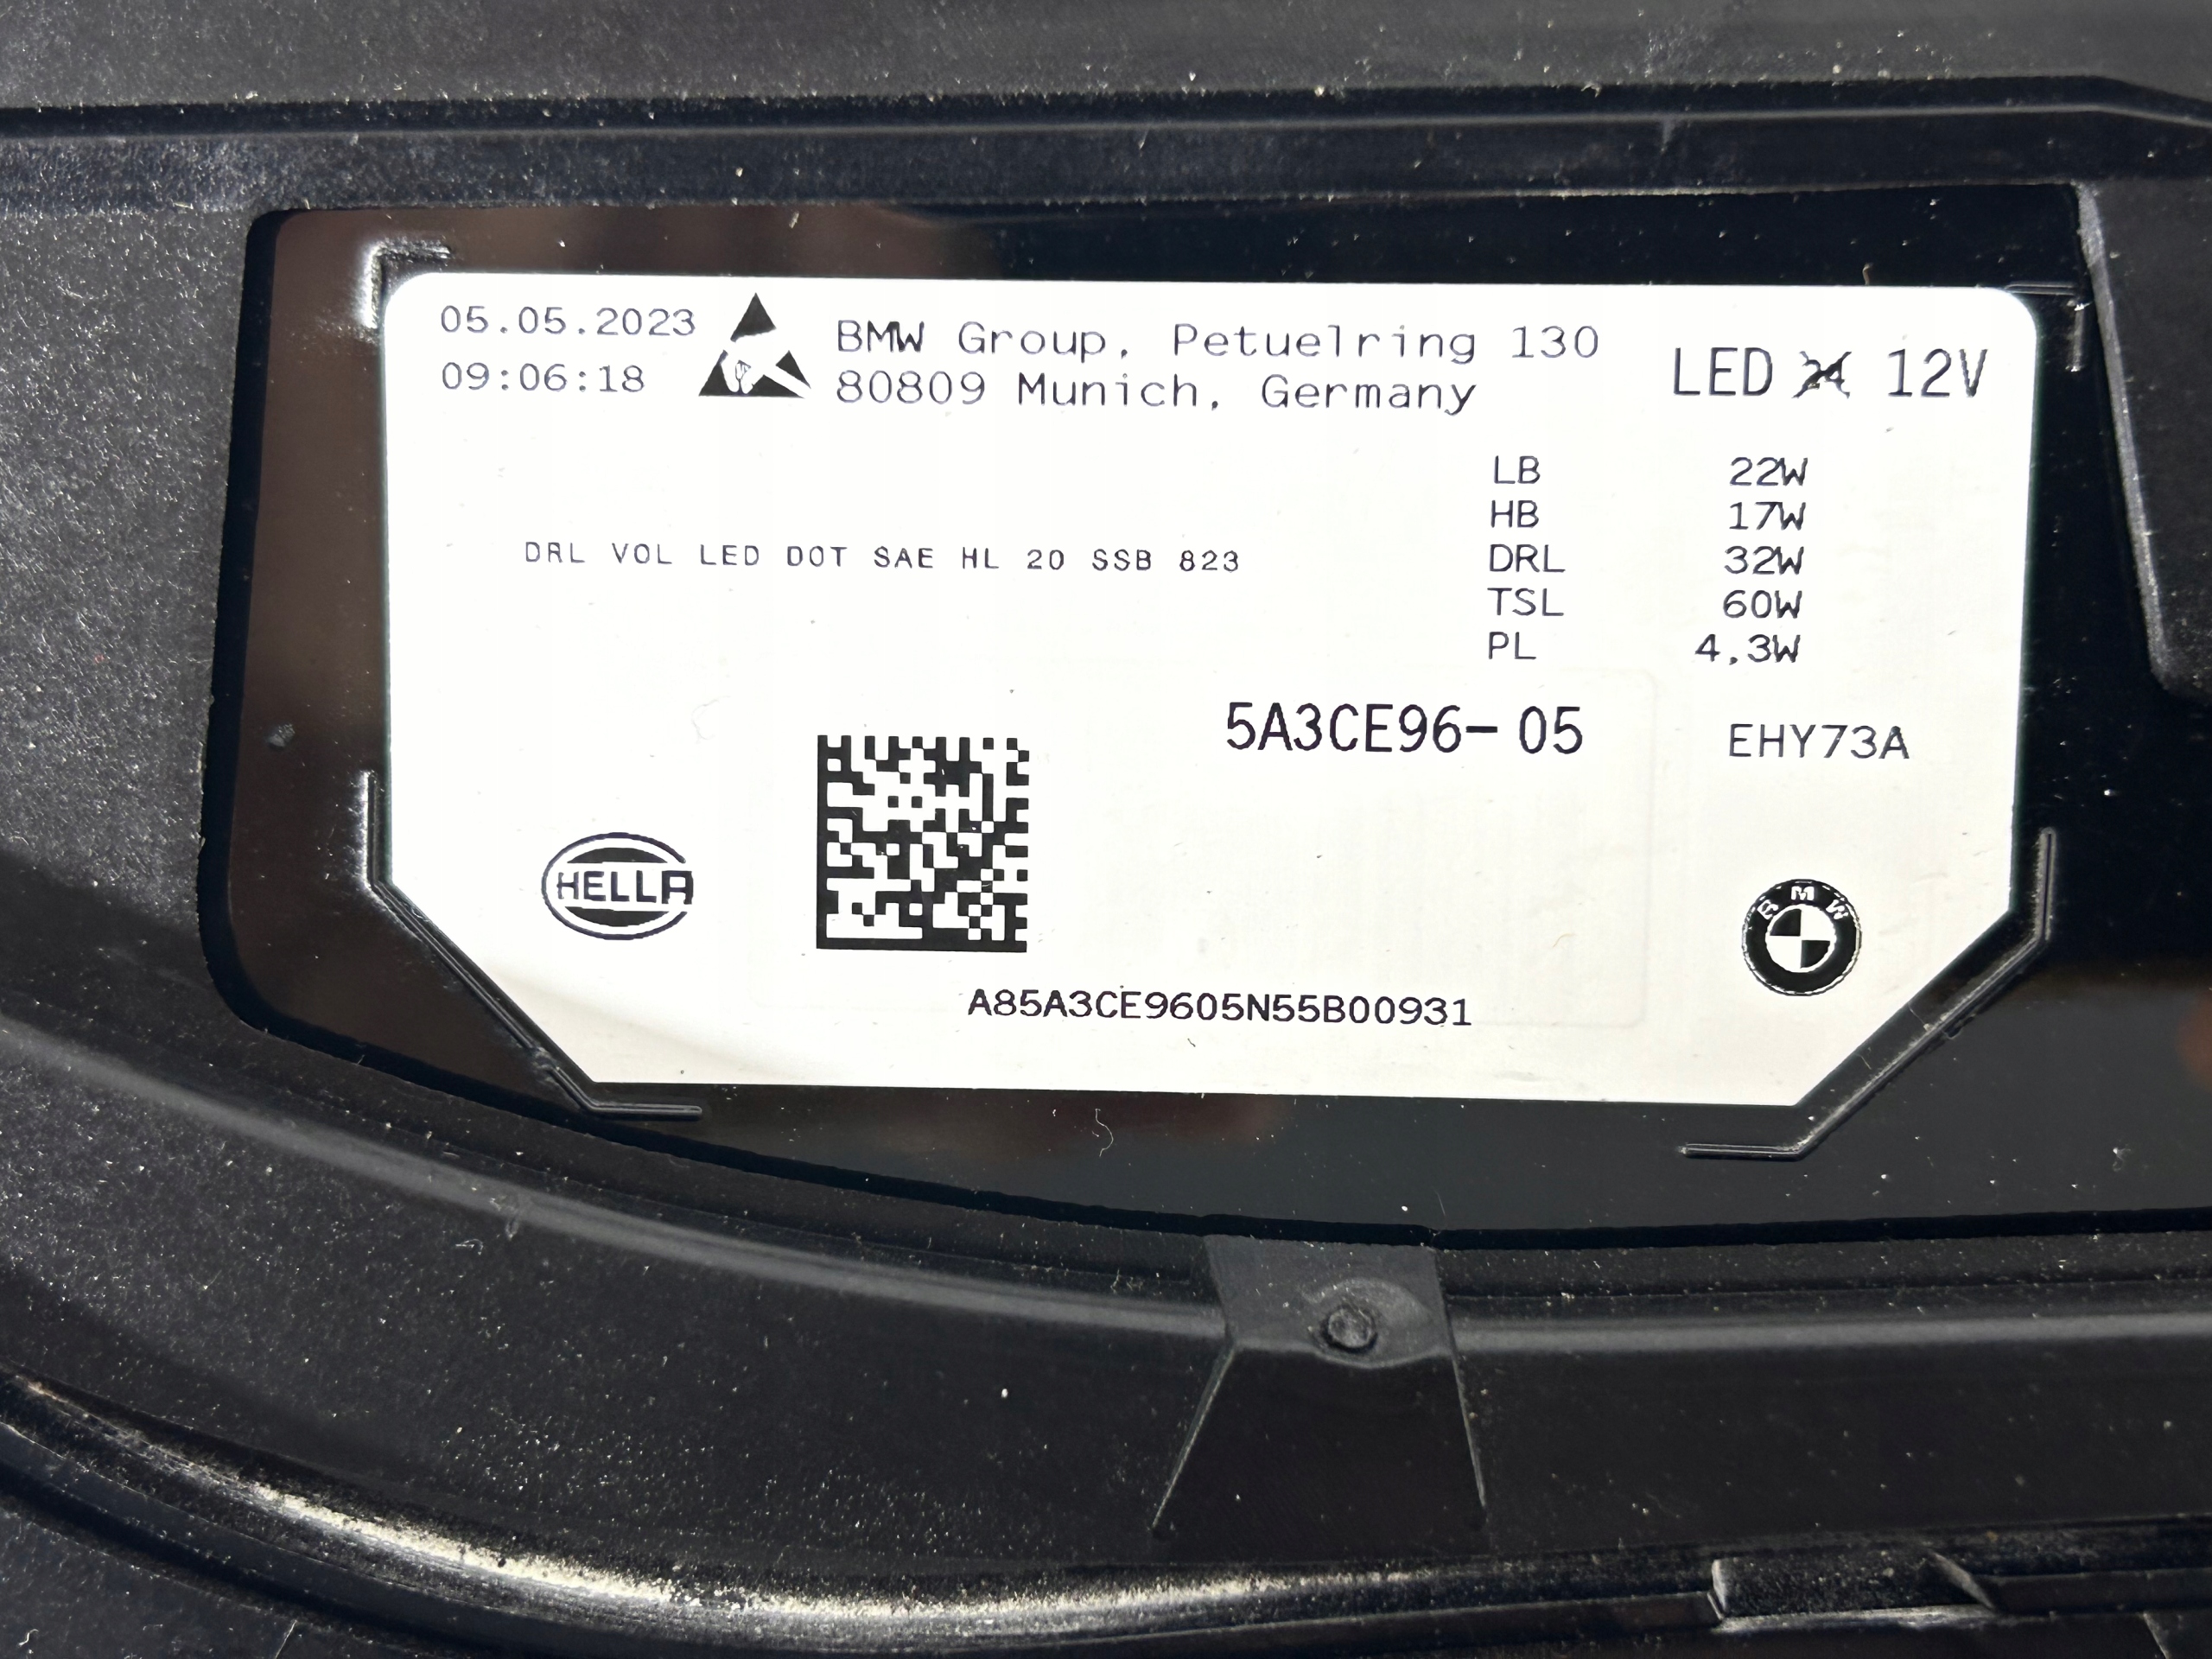 05.05.2023
09:06:18
BMW Group, Petuelring 130
80809 Munich, Germany
LED 12V
LB 22W
HB 17W
DRL 32W
TSL 60W
PL 4.3W
DRL VOL LED DOT SAE HL 20 SSB 823
5A3CE96-05
EHY73A
HELLA
BMW
A85A3CE9605N55B00931